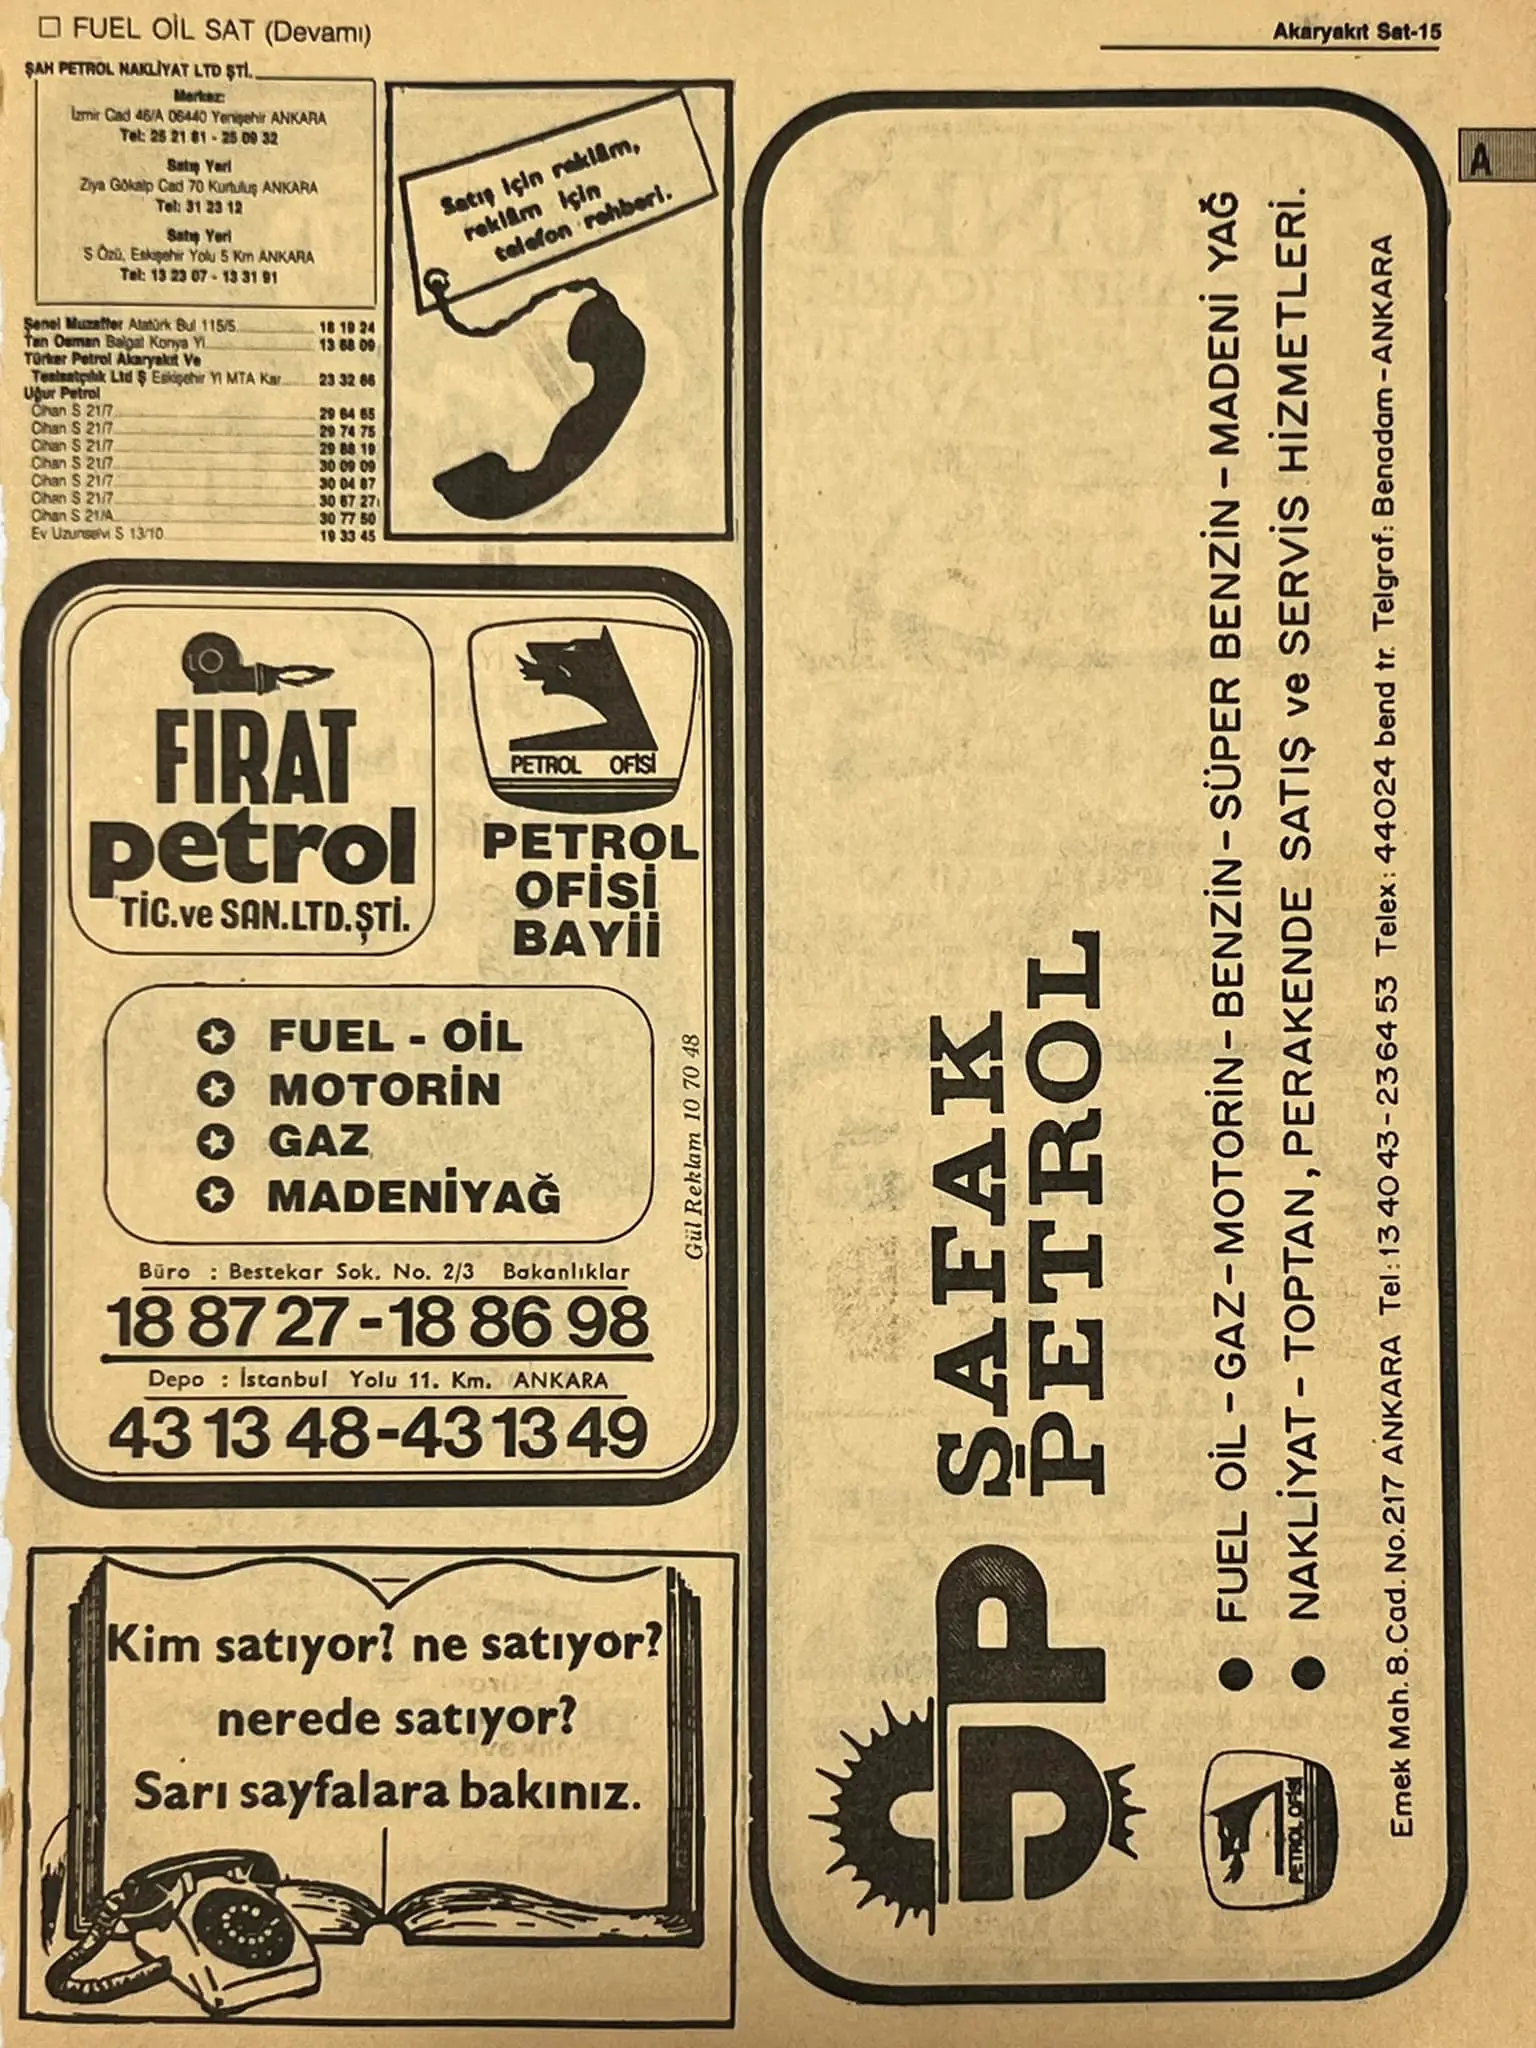 ☐ FUEL OİL SAT (Devamı)
Akaryakıt Sat-15
A
ŞAH PETROL NAKLİYAT LTD ŞTİ.
Merkez:
İzmir Cad 46/A 06440 Yenişehir ANKARA
Tel: 25 21 81 - 25 09 32
Satış Yeri
Ziya Gökalp Cad 70 Kurtuluş ANKARA
Tel: 31 23 12
Satış Yeri
S Özü, Eskişehir Yolu 5 Km ANKARA
Tel: 13 23 07 - 13 31 91
Şenel Muzaffer Atatürk Bul 115/5 18 19 24
Tan Osman Balgat Konya Yl 13 68 09
Türker Petrol Akaryakıt Ve
Tesisatçılık Ltd Ş Eskişehir Yl MTA Kar 23 32 86
Uğur Petrol
Cihan S 21/7 29 64 65
Cihan S 21/7 29 74 75
Cihan S 21/7 29 88 19
Cihan S 21/7 30 09 09
Cihan S 21/7 30 04 87
Cihan S 21/7 30 67 27
Cihan S 21/A 30 77 50
Ev Uzunselvi S 13/10 19 33 45
Satış için reklâm,
reklâm için
telefon rehberi.
FIRAT
petrol
TİC.ve SAN.LTD.ŞTİ.
PETROL OFİSİ
PETROL
OFİSİ
BAYİİ
FUEL - OİL
MOTORİN
GAZ
MADENİYAĞ
Gül Reklam 10 70 48
Büro : Bestekar Sok. No. 2/3 Bakanlıklar
18 87 27 - 18 86 98
Depo : İstanbul Yolu 11. Km. ANKARA
43 13 48 - 43 13 49
Kim satıyor? ne satıyor?
nerede satıyor?
Sarı sayfalara bakınız.
ŞP
ŞAFAK
PETROL
● FUEL OİL - GAZ - MOTORİN - BENZİN - SÜPER BENZİN - MADENİ YAĞ
● NAKLİYAT - TOPTAN, PERAKENDE SATIŞ ve SERVİS HİZMETLERİ.
PETROL OFİSİ
Emek Mah. 8. Cad. No.217 ANKARA Tel: 13 40 43 - 23 64 53 Telex: 44024 bend tr. Telgraf: Benadam - ANKARA